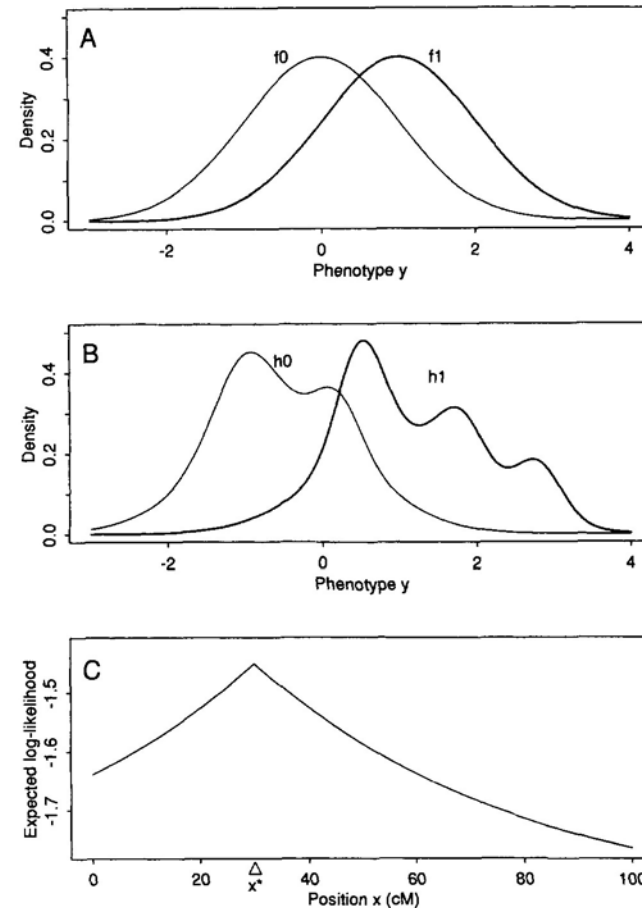 A
f0
f1
Density
0.0
0.2
0.4
-2
0
2
4
Phenotype y
B
h0
h1
Density
0.0
0.2
0.4
-2
0
2
4
Phenotype y
C
Expected log-likelihood
-1.7
-1.6
-1.5
0
20
x*
40
60
80
100
Position x (cM)